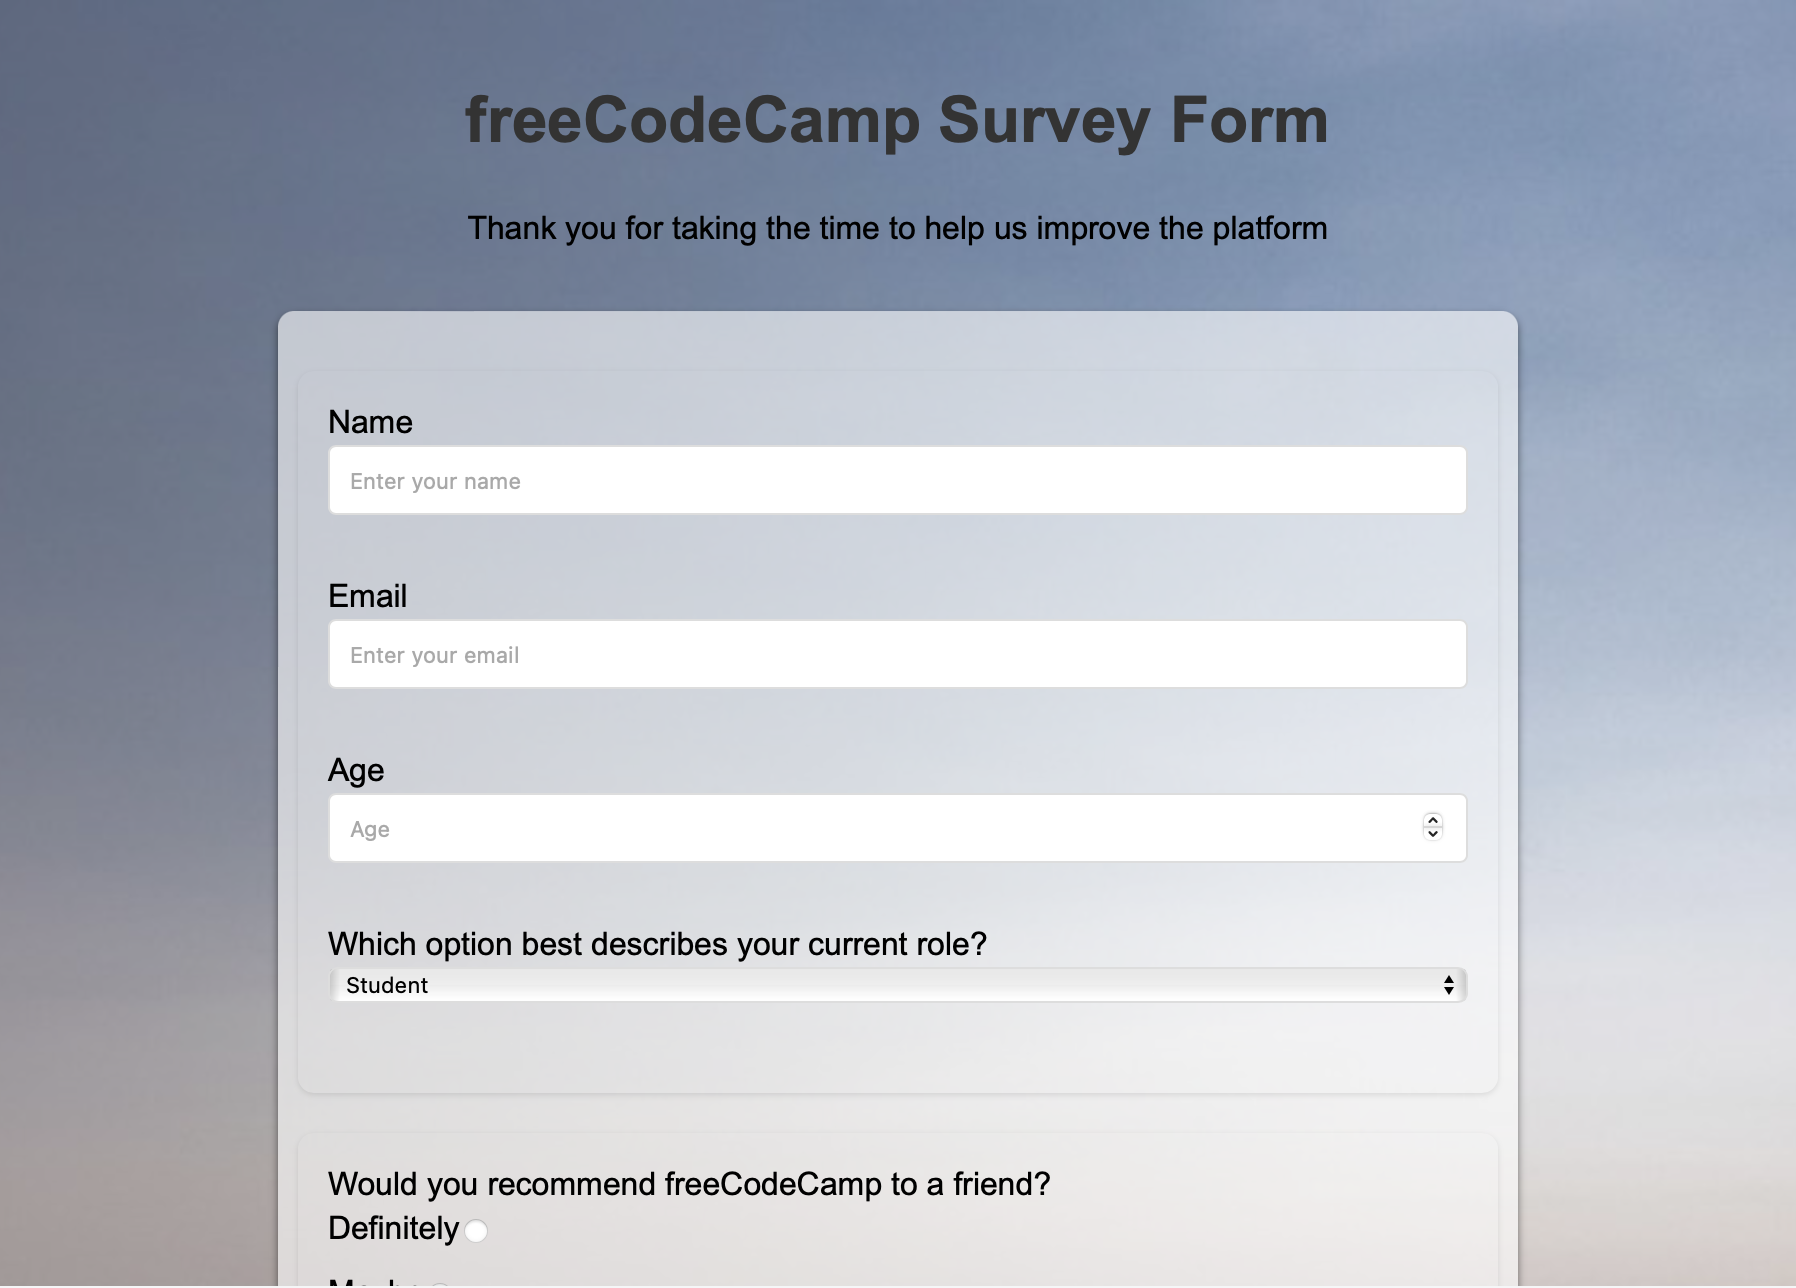 freeCodeCamp Survey Form
Thank you for taking the time to help us improve the platform
Name
Enter your name
Email
Enter your email
Age
Age
Which option best describes your current role?
Student
Would you recommend freeCodeCamp to a friend?
Definitely